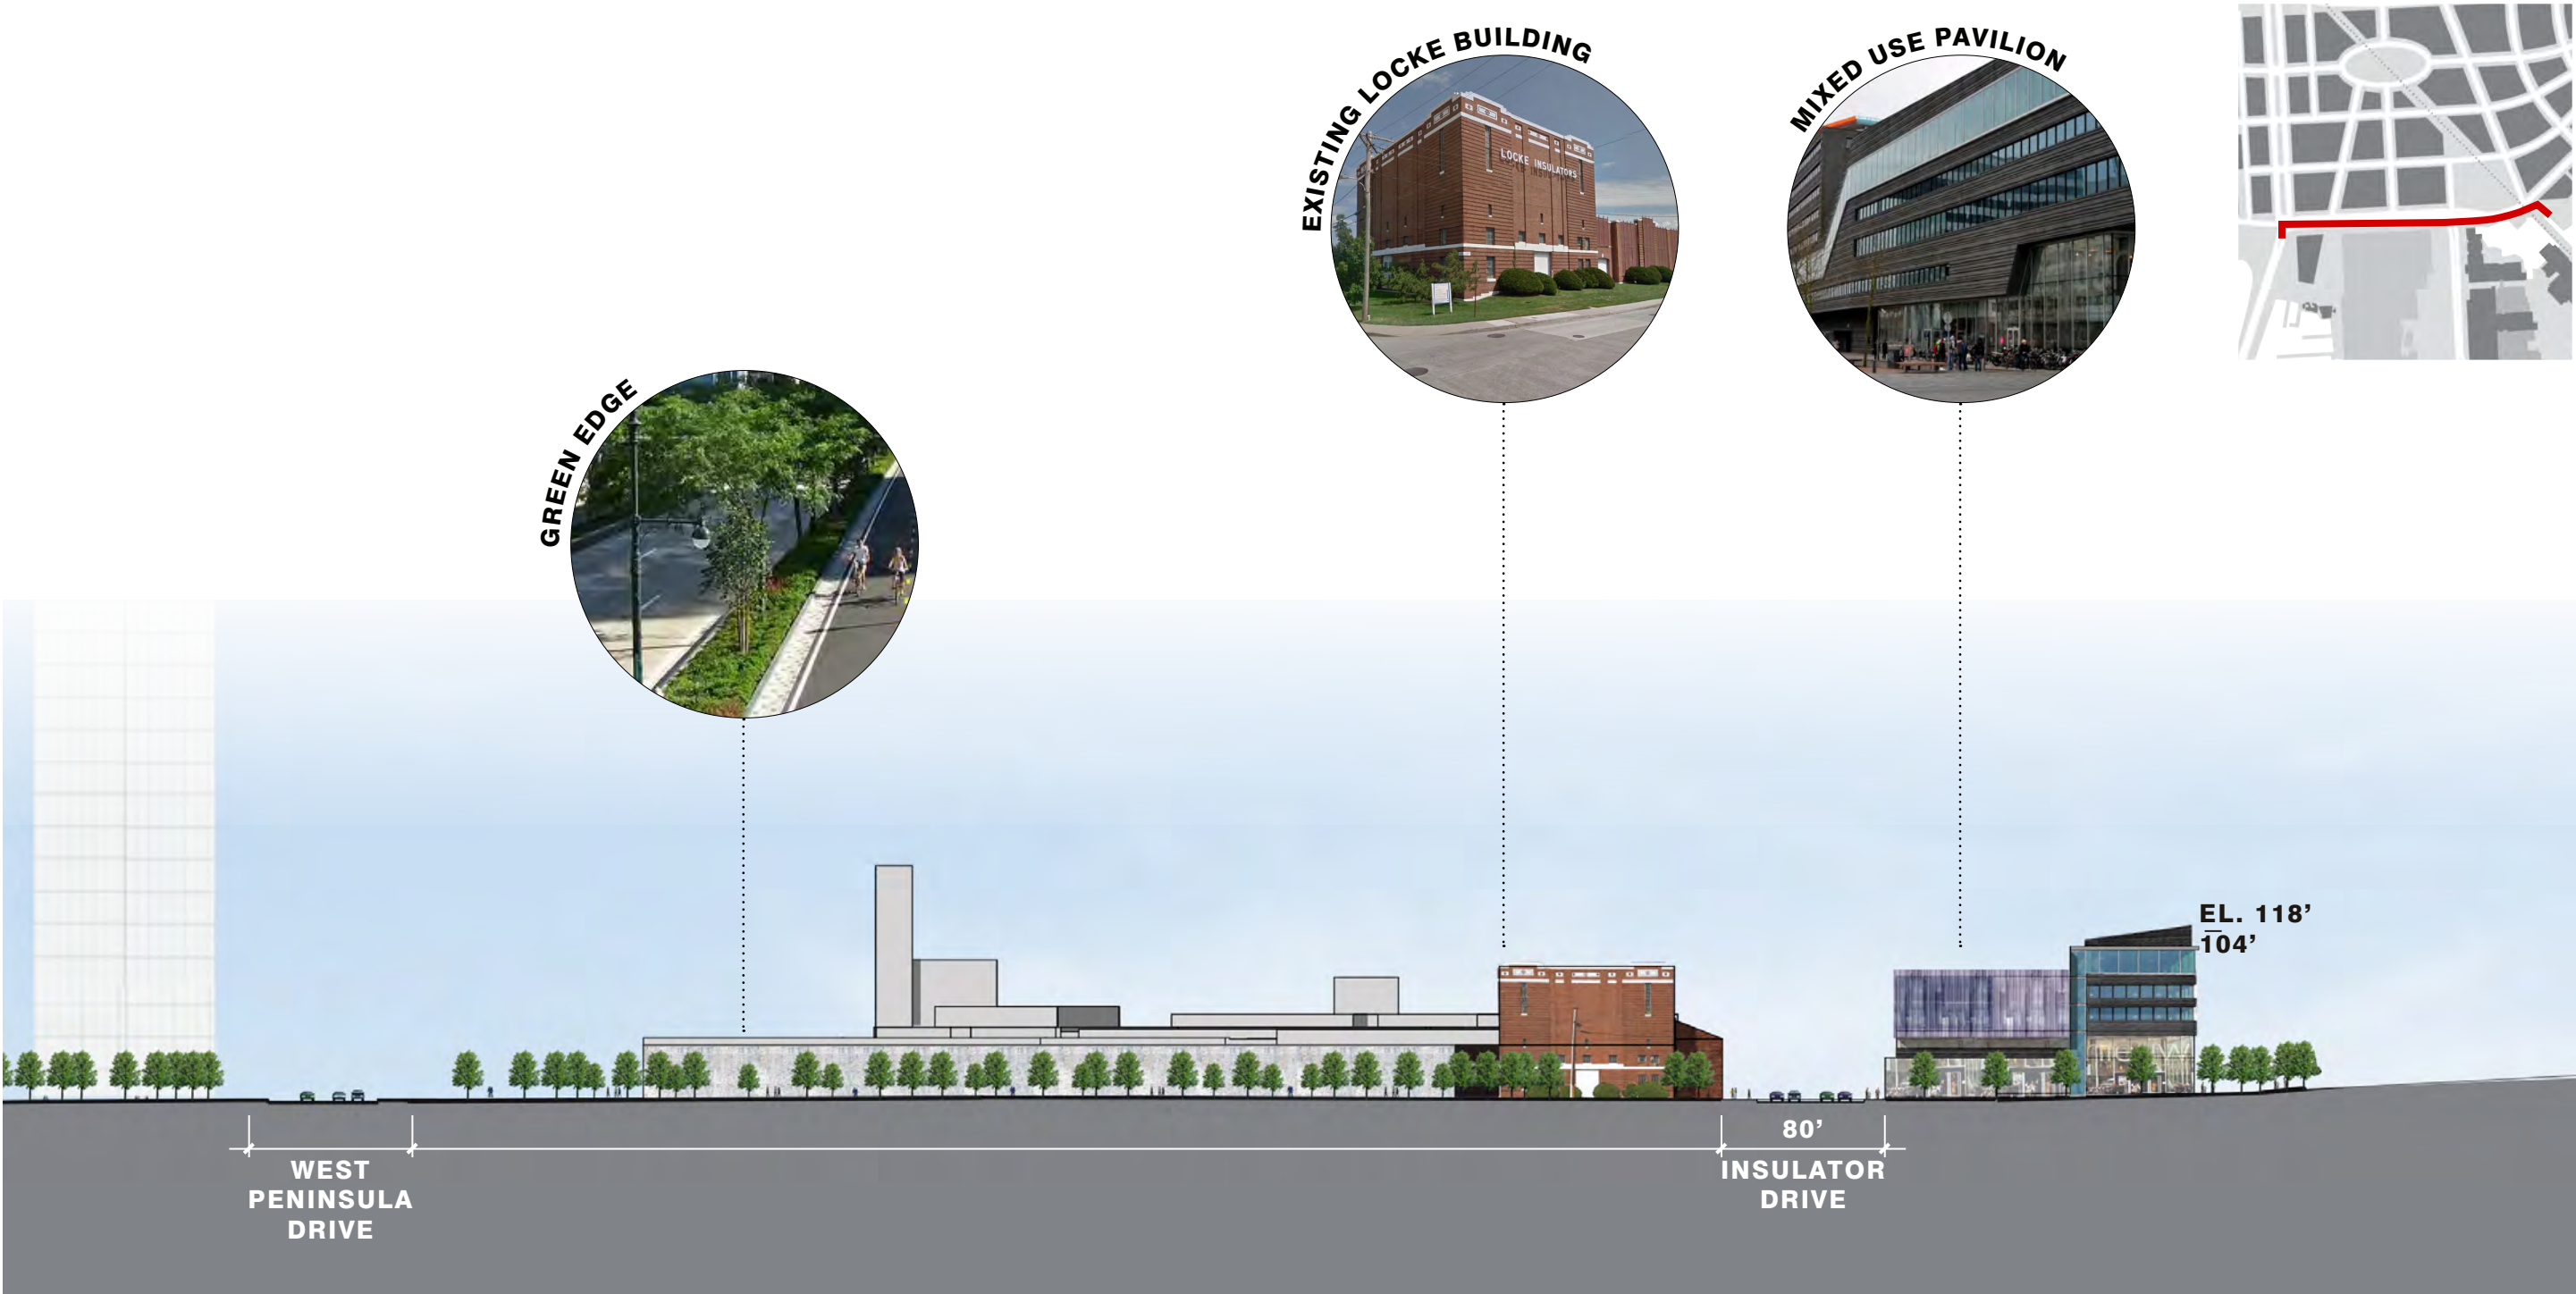 EXISTING LOCKE BUILDING
MIXED USE PAVILION
LOCKE INSULATORS
GREEN EDGE
EL. 118’
104’
80’
WEST
PENINSULA
DRIVE
INSULATOR
DRIVE